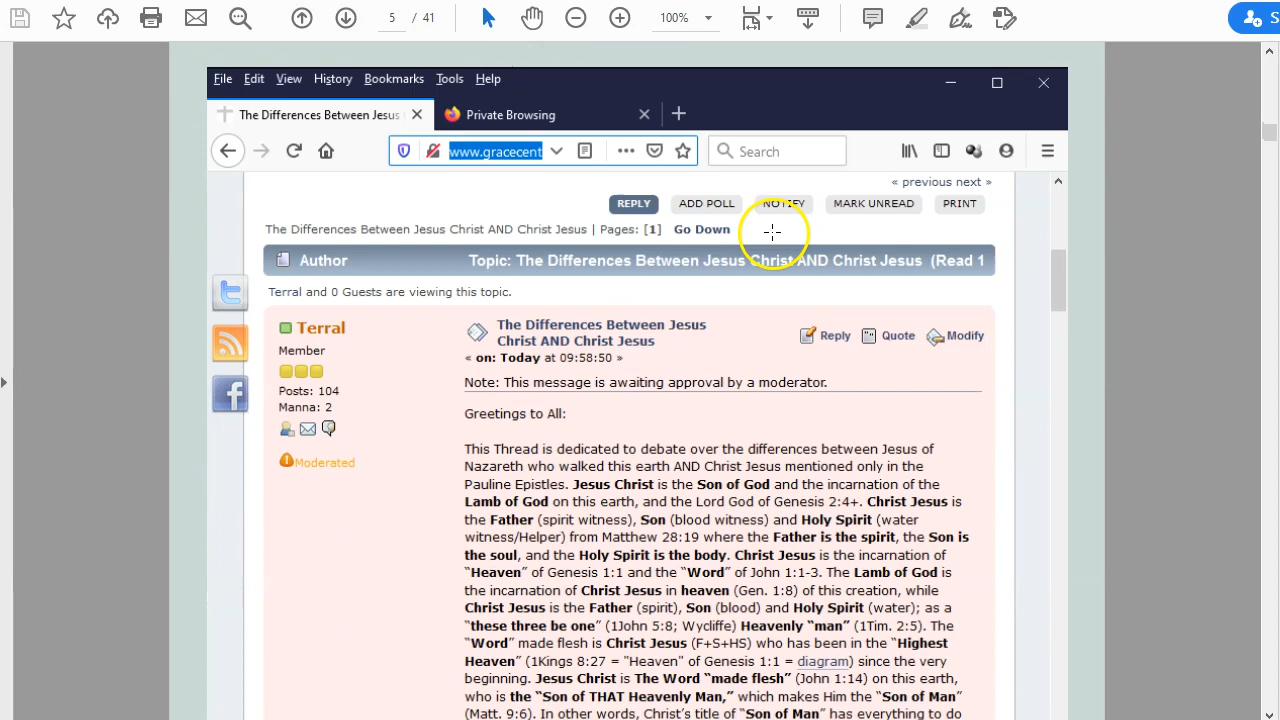 5 / 41 100% S
File Edit View History Bookmarks Tools Help
The Differences Between Jesus Private Browsing
www.gracecent Search
« previous next »
REPLY ADD POLL NOTIFY MARK UNREAD PRINT
The Differences Between Jesus Christ AND Christ Jesus | Pages: [1] Go Down
Author Topic: The Differences Between Jesus Christ AND Christ Jesus (Read 1
Terral and 0 Guests are viewing this topic.
Terral
Member
Posts: 104
Manna: 2
Moderated
The Differences Between Jesus
Christ AND Christ Jesus
« on: Today at 09:58:50 »
Reply Quote Modify
Note: This message is awaiting approval by a moderator.
Greetings to All:
This Thread is dedicated to debate over the differences between Jesus of
Nazareth who walked this earth AND Christ Jesus mentioned only in the
Pauline Epistles. Jesus Christ is the Son of God and the incarnation of the
Lamb of God on this earth, and the Lord God of Genesis 2:4+. Christ Jesus is
the Father (spirit witness), Son (blood witness) and Holy Spirit (water
witness/Helper) from Matthew 28:19 where the Father is the spirit, the Son is
the soul, and the Holy Spirit is the body. Christ Jesus is the incarnation of
“Heaven” of Genesis 1:1 and the “Word” of John 1:1-3. The Lamb of God is
the incarnation of Christ Jesus in heaven (Gen. 1:8) of this creation, while
Christ Jesus is the Father (spirit), Son (blood) and Holy Spirit (water); as a
“these three be one” (1John 5:8; Wycliffe) Heavenly “man” (1Tim. 2:5). The
“Word” made flesh is Christ Jesus (F+S+HS) who has been in the “Highest
Heaven” (1Kings 8:27 = "Heaven" of Genesis 1:1 = diagram) since the very
beginning. Jesus Christ is The Word “made flesh” (John 1:14) on this earth,
who is the “Son of THAT Heavenly Man,” which makes Him the “Son of Man”
(Matt. 9:6). In other words, Christ’s title of “Son of Man” has everything to do